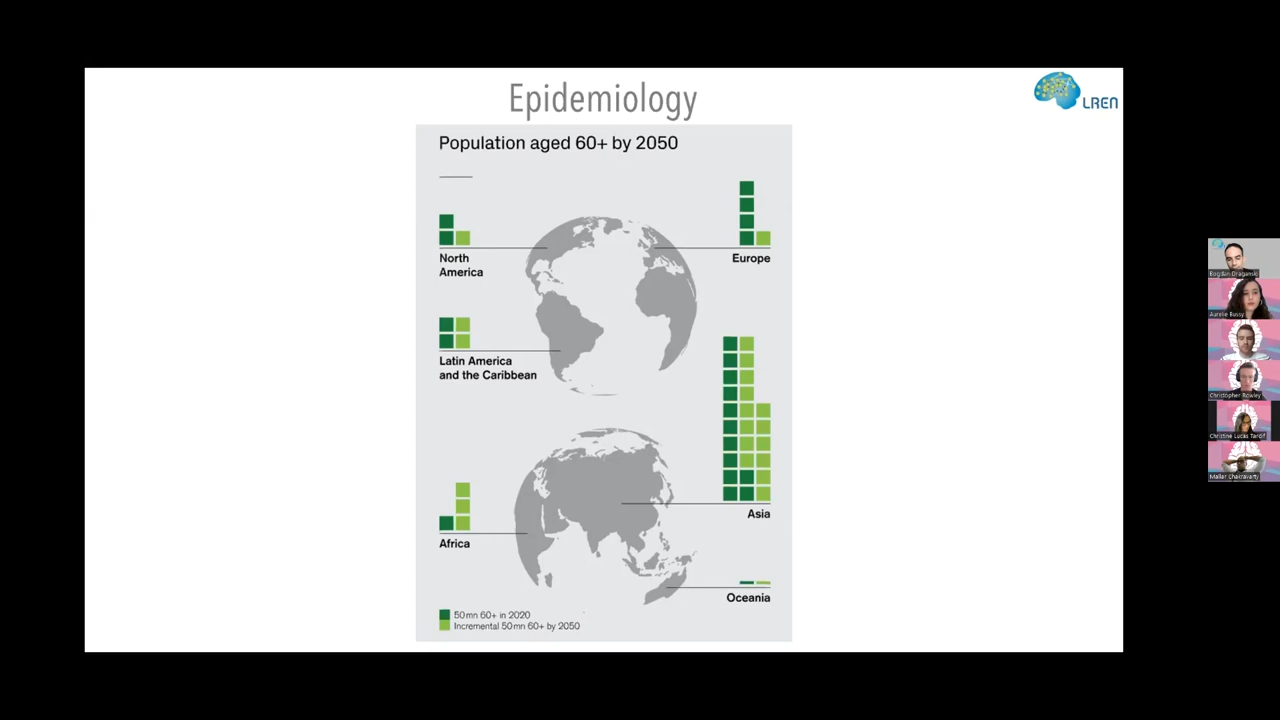 Epidemiology
LREN
Population aged 60+ by 2050
North
America
Europe
Latin America
and the Caribbean
Asia
Africa
Oceania
50mn 60+ in 2020
Incremental 50mn 60+ by 2050
Bogdan Draganski
Aurelie Bussy
Christopher Rowley
Christine Lucas Tardif
Mallar Chakravarty